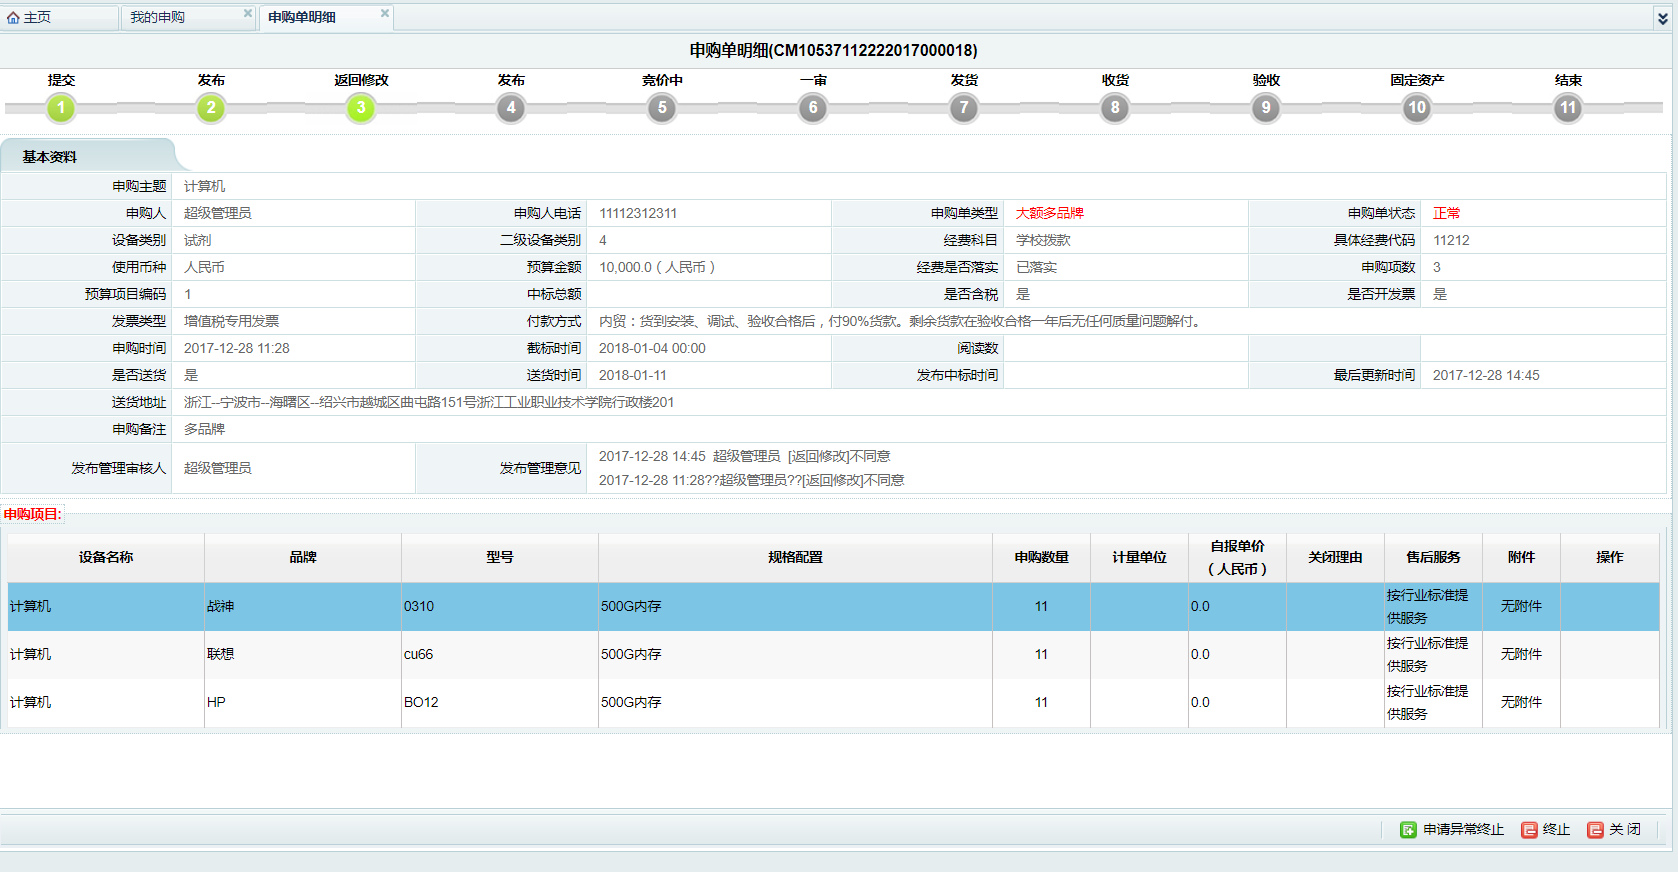 主页 我的申购 申购单明细
申购单明细(CM10537112222017000018)
提交 发布 返回修改 发布 竞价中 一审 发货 收货 验收 固定资产 结束
1 2 3 4 5 6 7 8 9 10 11
基本资料
申购主题 计算机
申购人 超级管理员 申购人电话 11112312311 申购单类型 大额多品牌 申购单状态 正常
设备类别 试剂 二级设备类别 4 经费科目 学校拨款 具体经费代码 11212
使用币种 人民币 预算金额 10,000.0（人民币） 经费是否落实 已落实 申购项数 3
预算项目编码 1 中标总额 是否含税 是 是否开发票 是
发票类型 增值税专用发票 付款方式 内贸：货到安装、调试、验收合格后，付90%货款。剩余货款在验收合格一年后无任何质量问题解付。
申购时间 2017-12-28 11:28 截标时间 2018-01-04 00:00 阅读数
是否送货 是 送货时间 2018-01-11 发布中标时间 最后更新时间 2017-12-28 14:45
送货地址 浙江--宁波市--海曙区--绍兴市越城区曲屯路151号浙江工业职业技术学院行政楼201
申购备注 多品牌
发布管理审核人 超级管理员 发布管理意见 2017-12-28 14:45 超级管理员 [返回修改]不同意
2017-12-28 11:28??超级管理员??[返回修改]不同意
申购项目:
设备名称 品牌 型号 规格配置 申购数量 计量单位 自报单价（人民币） 关闭理由 售后服务 附件 操作
计算机 战神 0310 500G内存 11 0.0 按行业标准提供服务 无附件
计算机 联想 cu66 500G内存 11 0.0 按行业标准提供服务 无附件
计算机 HP BO12 500G内存 11 0.0 按行业标准提供服务 无附件
申请异常终止 终止 关 闭